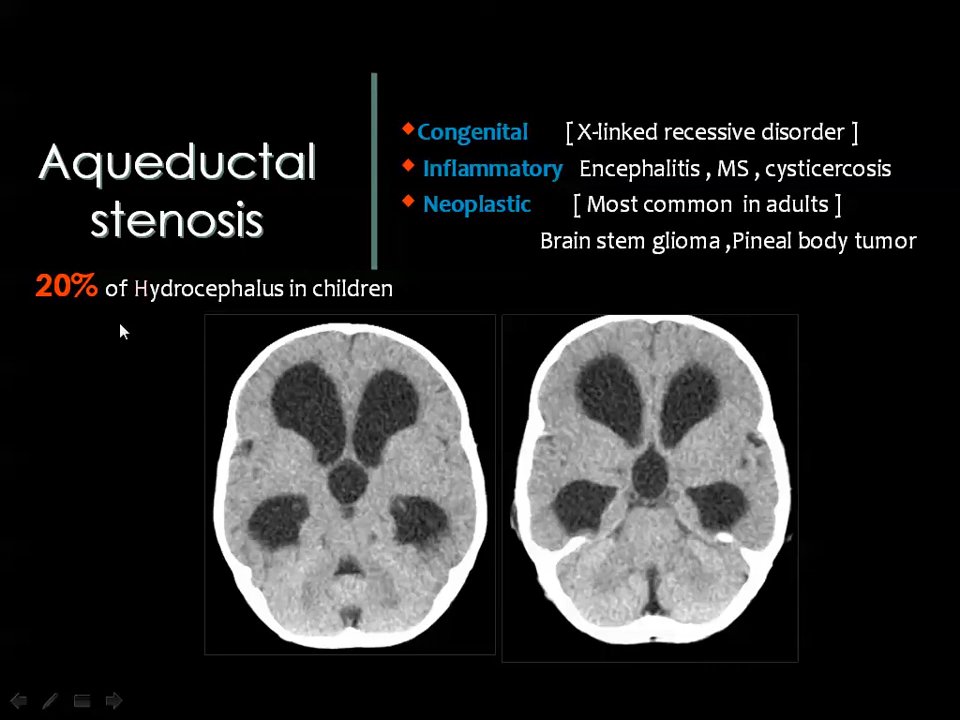 Aqueductal
stenosis
20% of Hydrocephalus in children
Congenital [ X-linked recessive disorder ]
Inflammatory Encephalitis , MS , cysticercosis
Neoplastic [ Most common in adults ]
Brain stem glioma ,Pineal body tumor